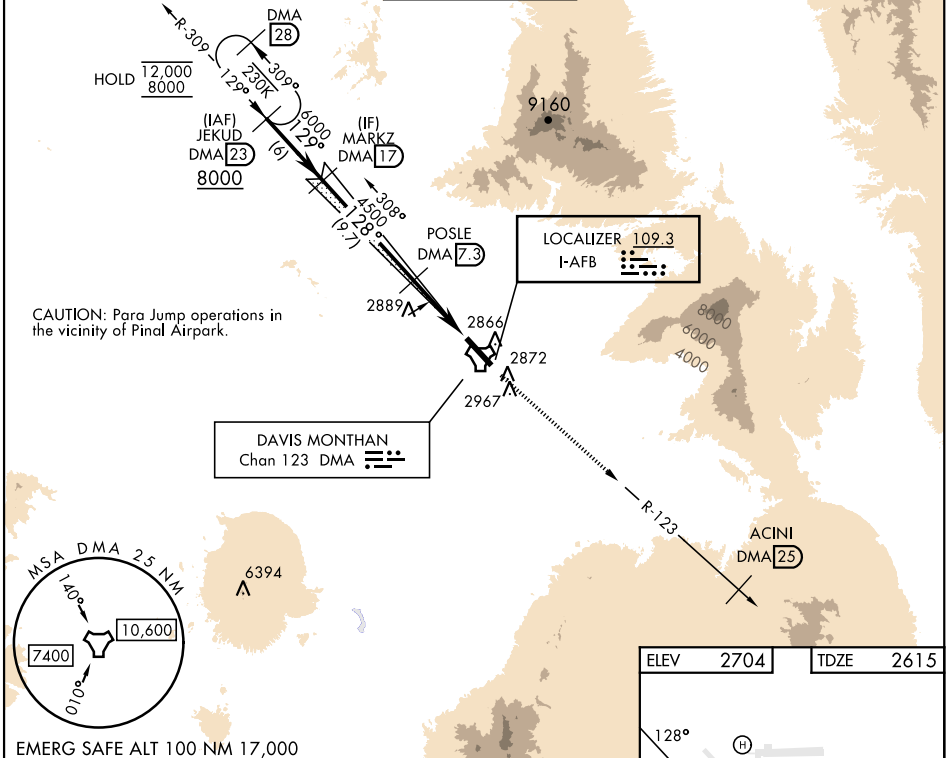 DMA
28
R-309
309°
230K
HOLD 12,000
8000
129°
6000
129°
(IAF)
JEKUD
DMA 23
8000
(6)
(IF)
MARKZ
DMA 17
9160
308°
4500
128°
(9.7)
POSLE
DMA 7.3
LOCALIZER 109.3
I-AFB
2889
CAUTION: Para Jump operations in
the vicinity of Pinal Airpark.
8000
6000
4000
2866
2872
2967
DAVIS MONTHAN
Chan 123 DMA
R-123
ACINI
DMA 25
MSA DMA 25 NM
140°
10,600
7400
010°
6394
EMERG SAFE ALT 100 NM 17,000
ELEV 2704
TDZE 2615
128°
H